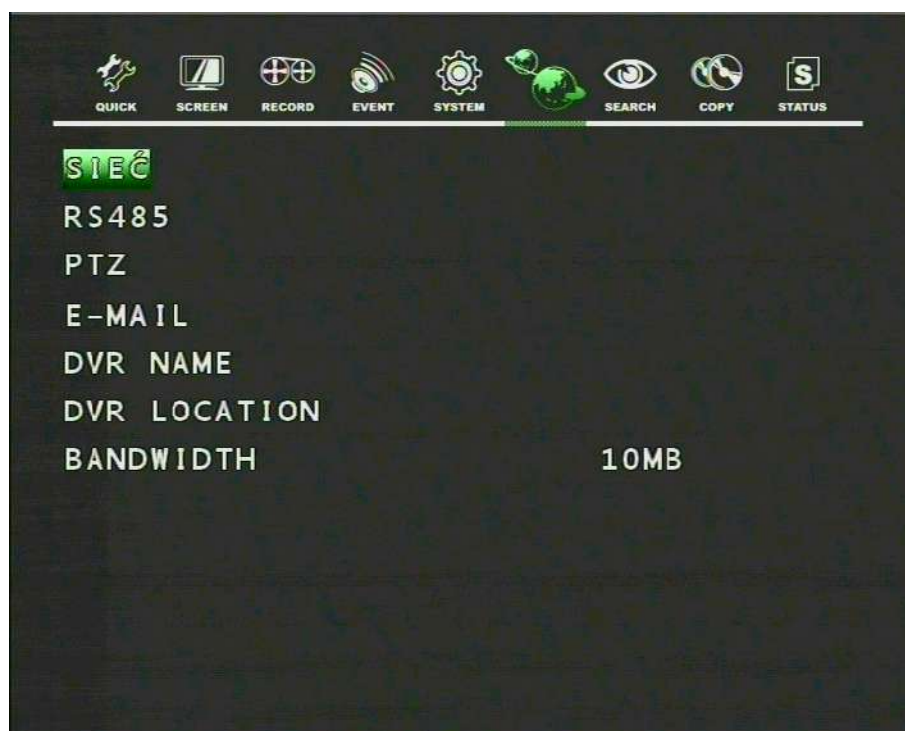 QUICK SCREEN RECORD EVENT SYSTEM SEARCH COPY STATUS
SIEĆ
RS485
PTZ
E-MAIL
DVR NAME
DVR LOCATION
BANDWIDTH 10MB